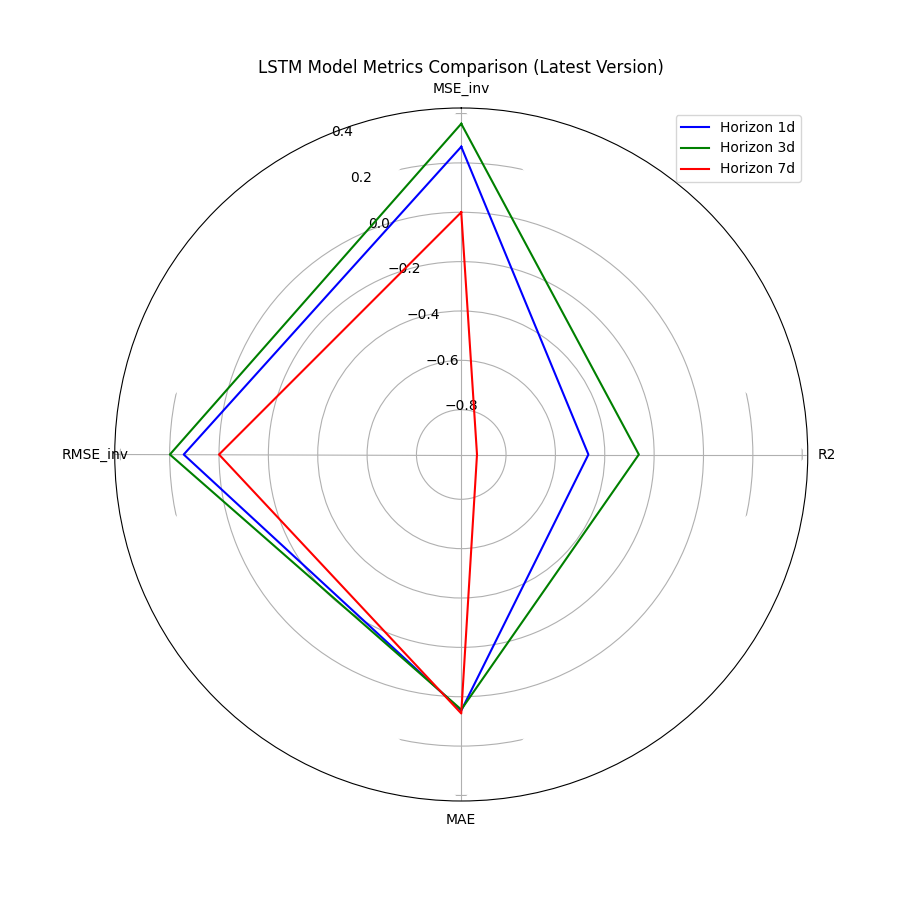 LSTM Model Metrics Comparison (Latest Version)
MSE_inv
Horizon 1d
Horizon 3d
Horizon 7d
0.4
0.2
0.0
−0.2
−0.4
−0.6
−0.8
RMSE_inv
R2
MAE